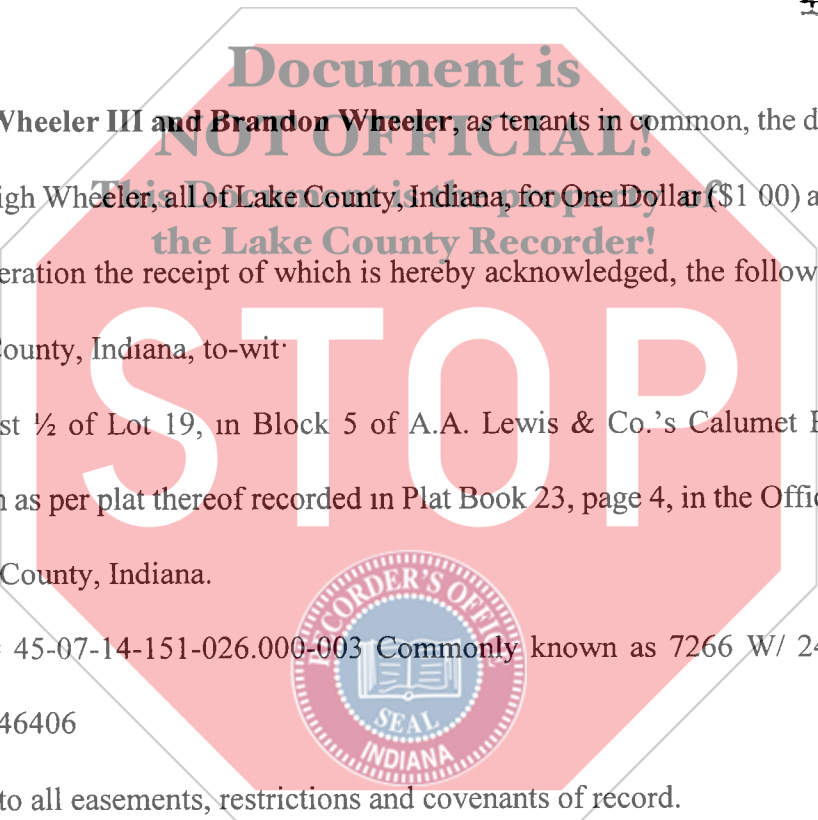 Document is
Wheeler III and Brandon Wheeler, as tenants in common, the d
NOT OFFICIAL!
igh Wheeler, all of Lake County, Indiana, for One Dollar ($1 00) a
This Document is the property of
the Lake County Recorder!
eration the receipt of which is hereby acknowledged, the follow
County, Indiana, to-wit·
STOP
st ½ of Lot 19, in Block 5 of A.A. Lewis & Co.'s Calumet
n as per plat thereof recorded in Plat Book 23, page 4, in the Offic
County, Indiana.
RECORDER'S OFFICE
45-07-14-151-026.000-003 Commonly known as 7266 W/ 24
46406
SEAL
INDIANA
to all easements, restrictions and covenants of record.